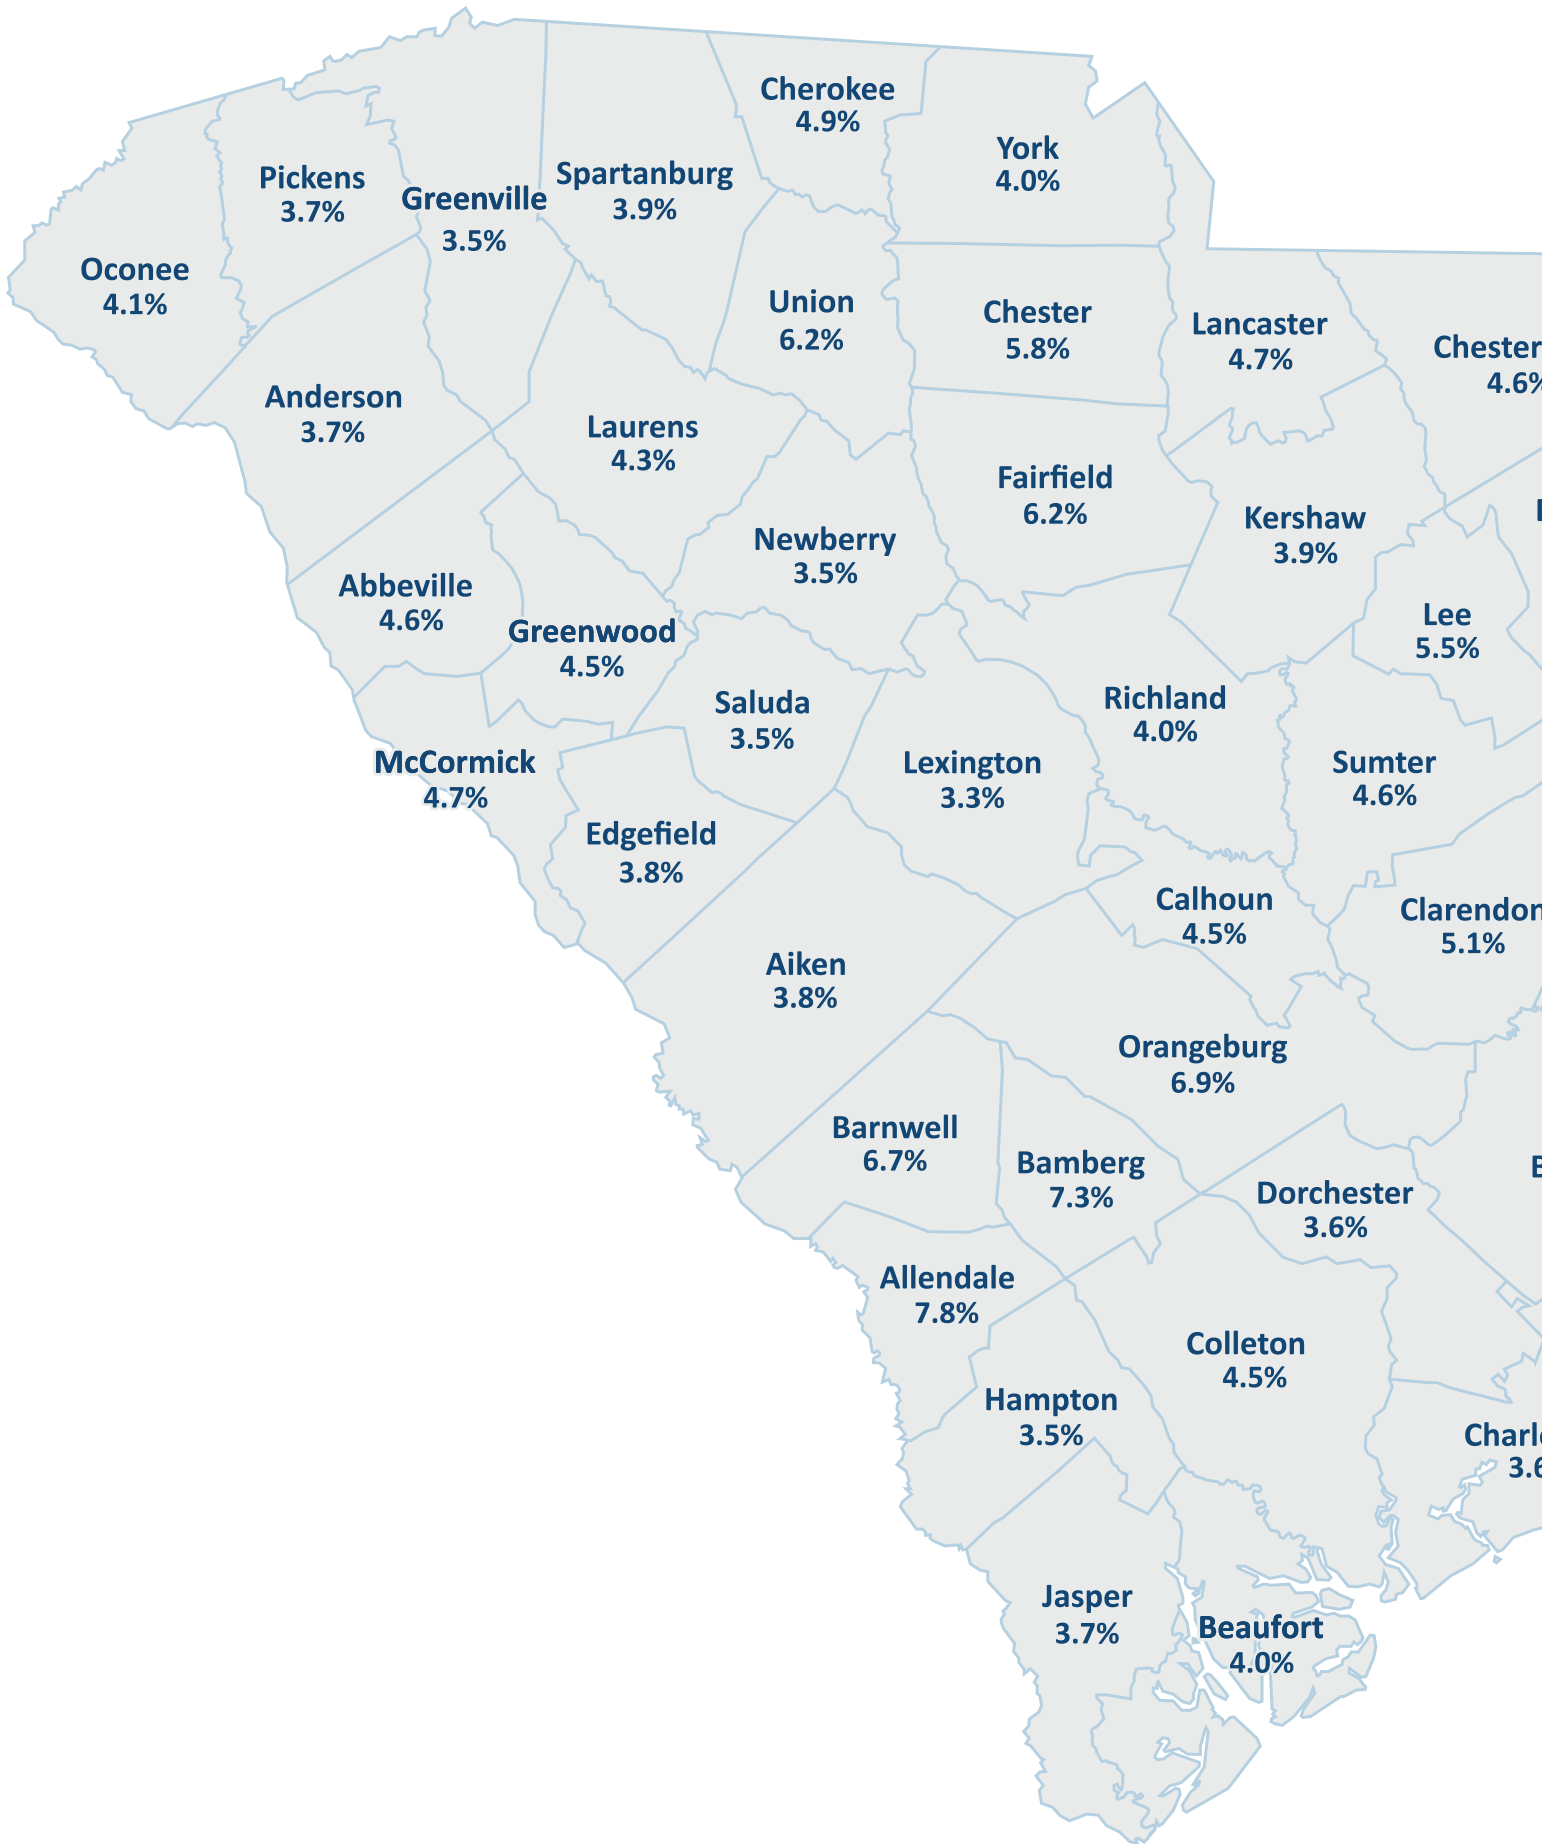 Cherokee
4.9%
York
4.0%
Pickens
3.7%
Spartanburg
3.9%
Greenville
3.5%
Oconee
4.1%
Union
6.2%
Chester
5.8%
Lancaster
4.7%
Chester
4.6%
Anderson
3.7%
Laurens
4.3%
Fairfield
6.2%
Kershaw
3.9%
Newberry
3.5%
Abbeville
4.6%
Greenwood
4.5%
Lee
5.5%
Saluda
3.5%
Richland
4.0%
McCormick
4.7%
Lexington
3.3%
Sumter
4.6%
Edgefield
3.8%
Calhoun
4.5%
Clarendon
5.1%
Aiken
3.8%
Orangeburg
6.9%
Barnwell
6.7%
Bamberg
7.3%
Dorchester
3.6%
Allendale
7.8%
Colleton
4.5%
Hampton
3.5%
Charl
3.6
Jasper
3.7%
Beaufort
4.0%